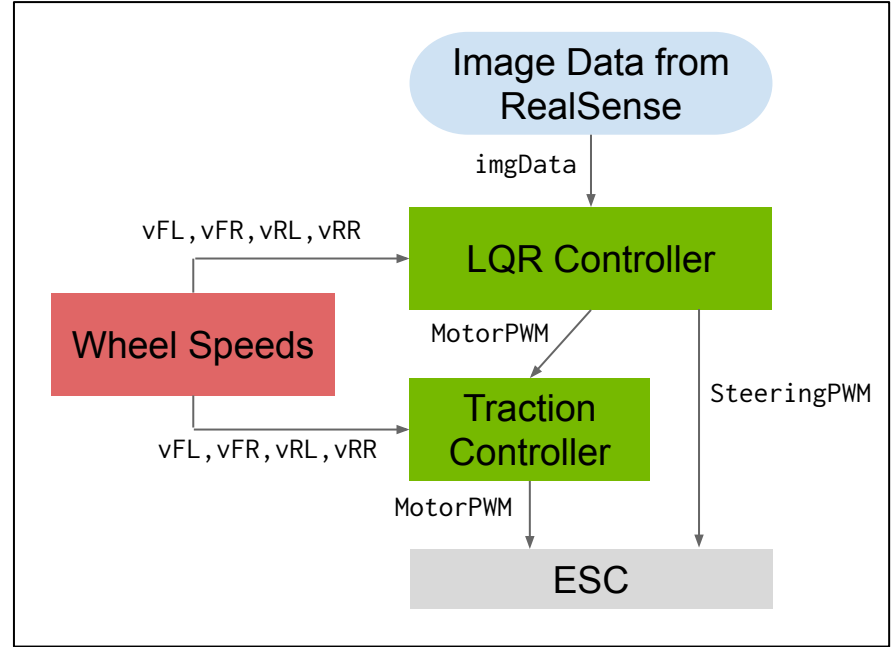 Image Data from
RealSense
imgData
vFL,vFR,vRL,vRR
LQR Controller
Wheel Speeds
MotorPWM
SteeringPWM
Traction
Controller
vFL,vFR,vRL,vRR
MotorPWM
ESC